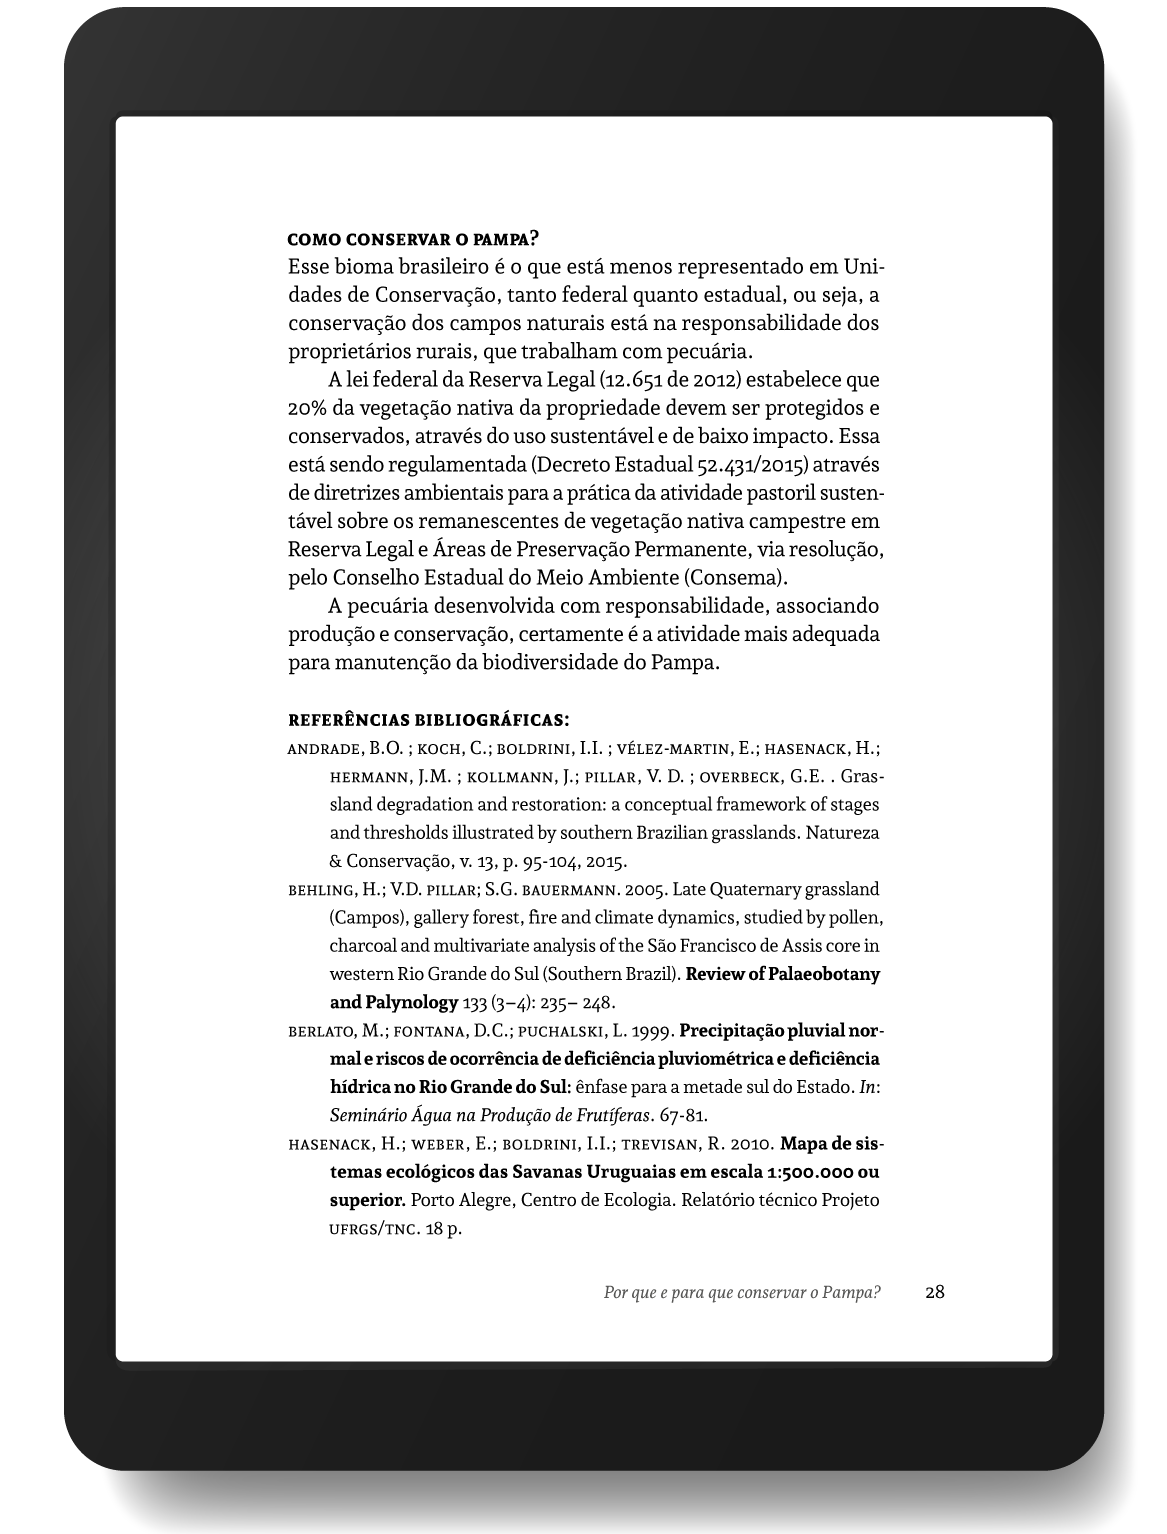 COMO CONSERVAR O PAMPA?
Esse bioma brasileiro é o que está menos representado em Uni-
dades de Conservação, tanto federal quanto estadual, ou seja, a
conservação dos campos naturais está na responsabilidade dos
proprietários rurais, que trabalham com pecuária.
A lei federal da Reserva Legal (12.651 de 2012) estabelece que
20% da vegetação nativa da propriedade devem ser protegidos e
conservados, através do uso sustentável e de baixo impacto. Essa
está sendo regulamentada (Decreto Estadual 52.431/2015) através
de diretrizes ambientais para a prática da atividade pastoril susten-
tável sobre os remanescentes de vegetação nativa campestre em
Reserva Legal e Áreas de Preservação Permanente, via resolução,
pelo Conselho Estadual do Meio Ambiente (Consema).
A pecuária desenvolvida com responsabilidade, associando
produção e conservação, certamente é a atividade mais adequada
para manutenção da biodiversidade do Pampa.
REFERÊNCIAS BIBLIOGRÁFICAS:
ANDRADE, B.O. ; KOCH, C.; BOLDRINI, I.I. ; VÉLEZ-MARTIN, E.; HASENACK, H.;
HERMANN, J.M. ; KOLLMANN, J.; PILLAR, V. D. ; OVERBECK, G.E. . Gras-
sland degradation and restoration: a conceptual framework of stages
and thresholds illustrated by southern Brazilian grasslands. Natureza
& Conservação, v. 13, p. 95-104, 2015.
BEHLING, H.; V.D. PILLAR; S.G. BAUERMANN. 2005. Late Quaternary grassland
(Campos), gallery forest, fire and climate dynamics, studied by pollen,
charcoal and multivariate analysis of the São Francisco de Assis core in
western Rio Grande do Sul (Southern Brazil). Review of Palaeobotany
and Palynology 133 (3–4): 235– 248.
BERLATO, M.; FONTANA, D.C.; PUCHALSKI, L. 1999. Precipitação pluvial nor-
mal e riscos de ocorrência de deficiência pluviométrica e deficiência
hídrica no Rio Grande do Sul: ênfase para a metade sul do Estado. In:
Seminário Água na Produção de Frutíferas. 67-81.
HASENACK, H.; WEBER, E.; BOLDRINI, I.I.; TREVISAN, R. 2010. Mapa de sis-
temas ecológicos das Savanas Uruguaias em escala 1:500.000 ou
superior. Porto Alegre, Centro de Ecologia. Relatório técnico Projeto
UFRGS/TNC. 18 p.
Por que e para que conservar o Pampa? 28